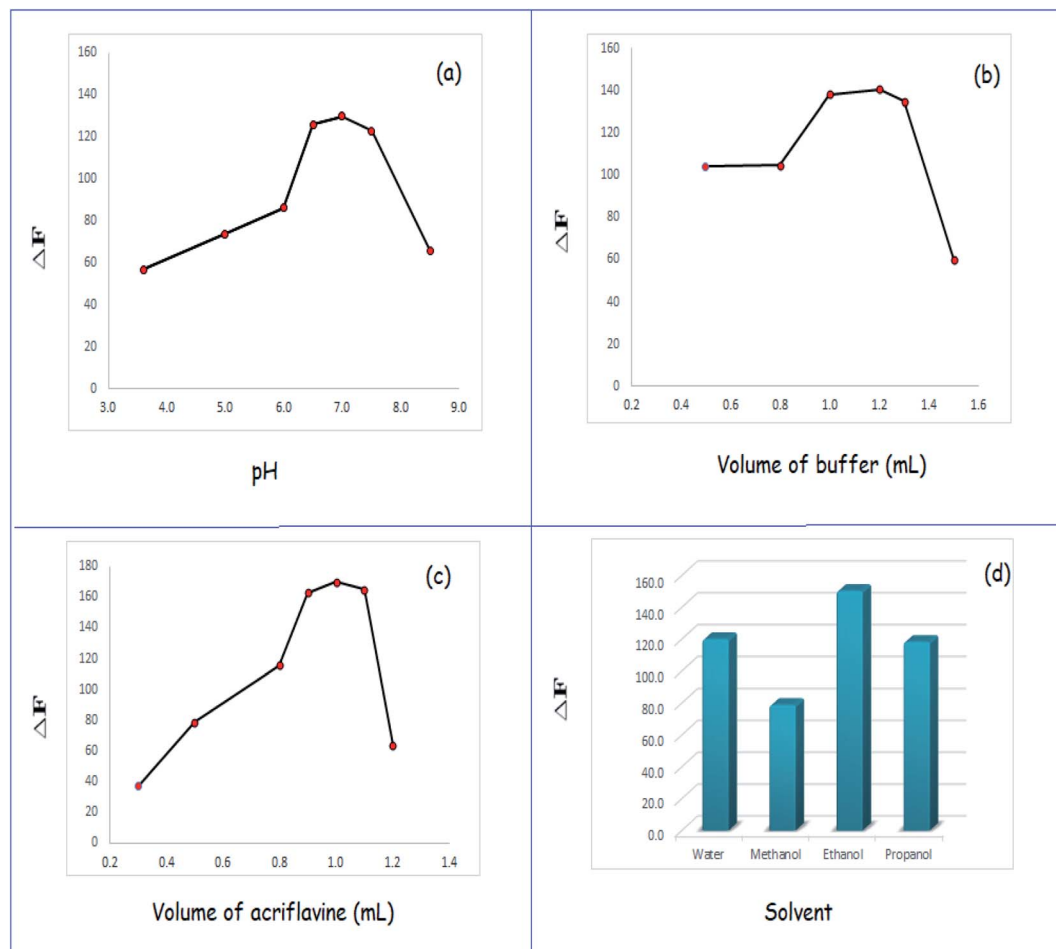 (a)
160
140
120
100
80
60
40
20
0
△F
3.0 4.0 5.0 6.0 7.0 8.0 9.0
pH
(b)
160
140
120
100
80
60
40
20
0
△F
0.2 0.4 0.6 0.8 1.0 1.2 1.4 1.6
Volume of buffer (mL)
(c)
180
160
140
120
100
80
60
40
20
0
△F
0.2 0.4 0.6 0.8 1.0 1.2 1.4
Volume of acriflavine (mL)
(d)
160.0
140.0
120.0
100.0
80.0
60.0
40.0
20.0
0.0
△F
Water Methanol Ethanol Propanol
Solvent